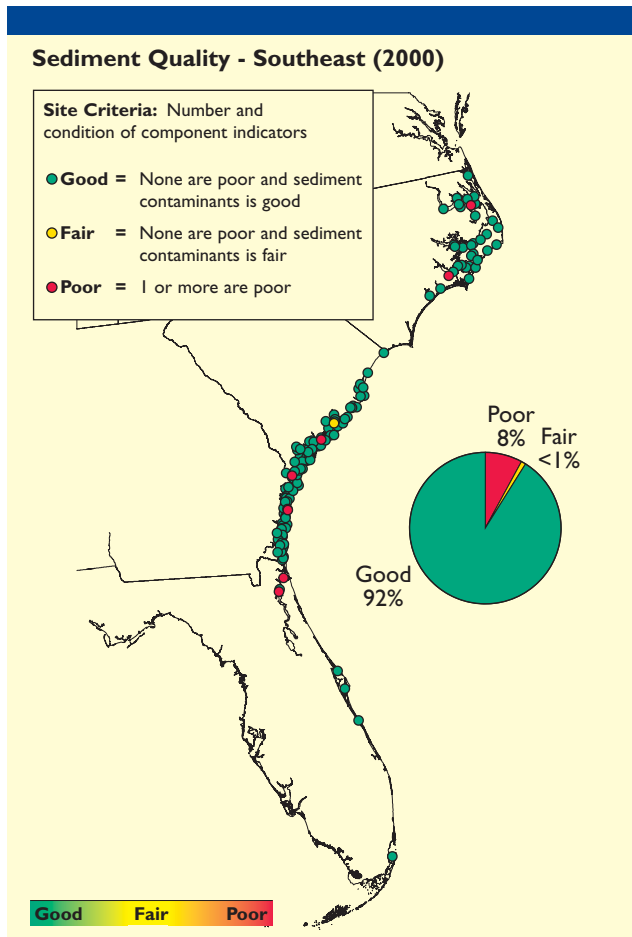 Sediment Quality - Southeast (2000)
Site Criteria: Number and
condition of component indicators
Good = None are poor and sediment
contaminants is good
Fair = None are poor and sediment
contaminants is fair
Poor = 1 or more are poor
Poor
8%
Fair
<1%
Good
92%
Good Fair Poor